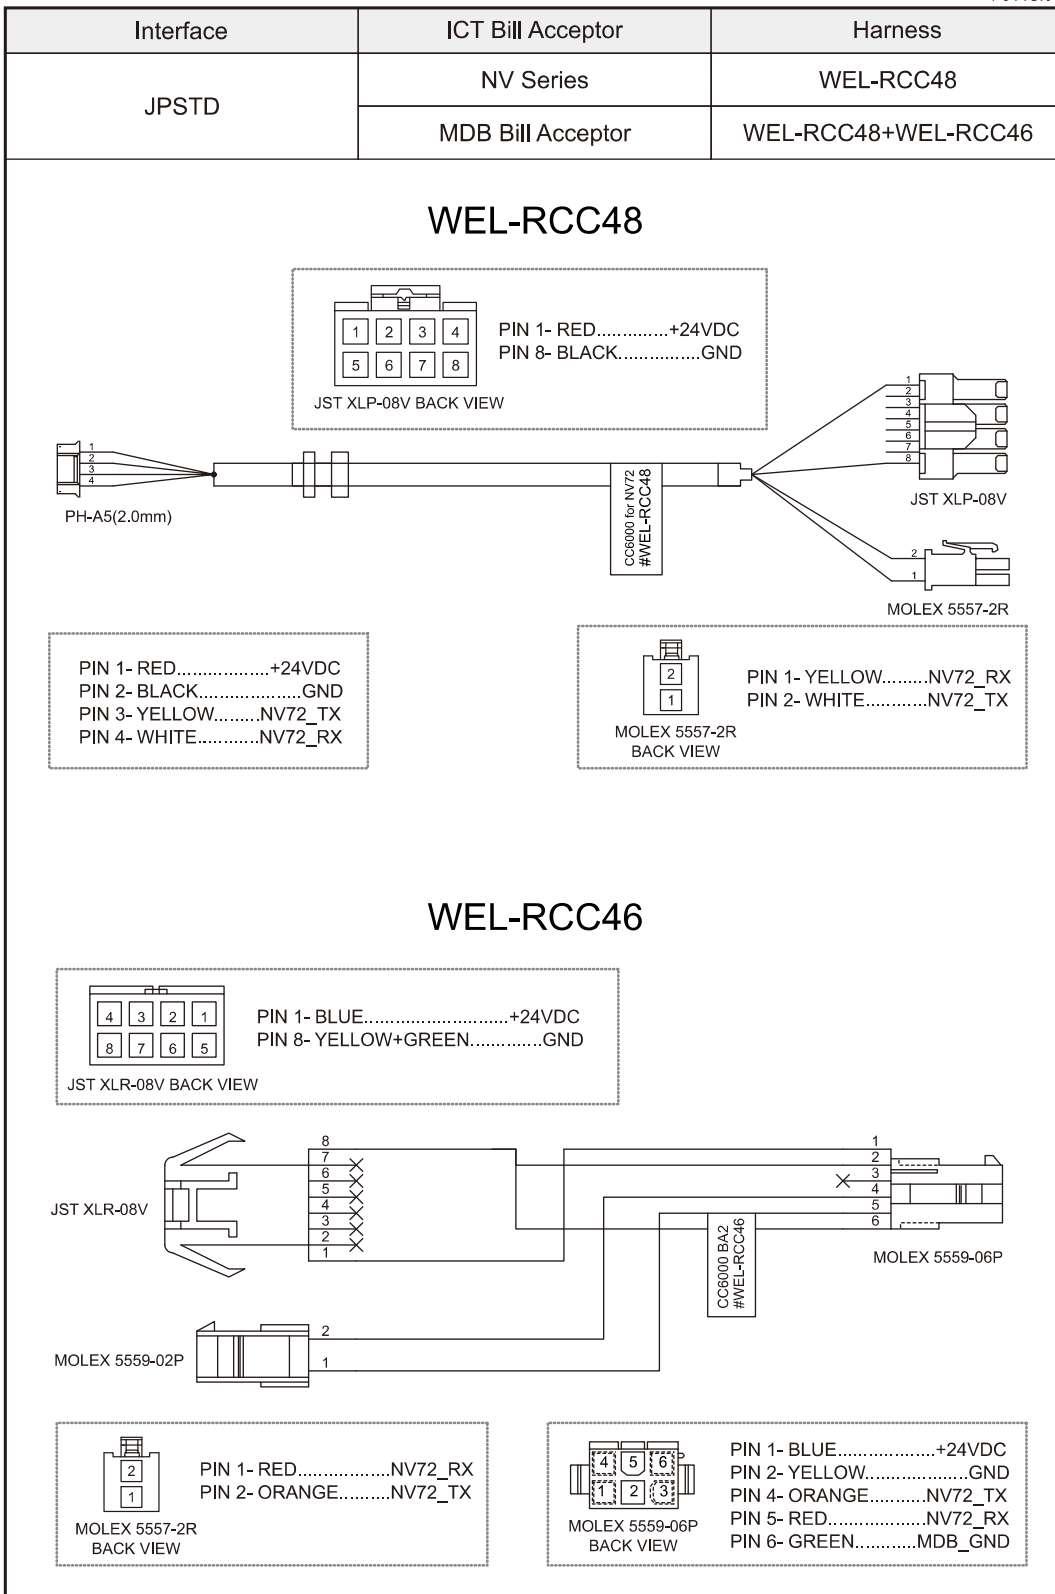 Interface ICT Bill Acceptor Harness
JPSTD NV Series WEL-RCC48
MDB Bill Acceptor WEL-RCC48+WEL-RCC46
WEL-RCC48
1 2 3 4
5 6 7 8
JST XLP-08V BACK VIEW
PIN 1- RED..............+24VDC
PIN 8- BLACK................GND
1
2
3
4
PH-A5(2.0mm)
CC6000 for NV72
#WEL-RCC48
1
2
3
4
5
6
7
8
JST XLP-08V
2
1
MOLEX 5557-2R
PIN 1- RED..................+24VDC
PIN 2- BLACK....................GND
PIN 3- YELLOW.........NV72_TX
PIN 4- WHITE............NV72_RX
2
1
MOLEX 5557-2R
BACK VIEW
PIN 1- YELLOW.........NV72_RX
PIN 2- WHITE............NV72_TX
WEL-RCC46
4 3 2 1
8 7 6 5
JST XLR-08V BACK VIEW
PIN 1- BLUE............................+24VDC
PIN 8- YELLOW+GREEN..............GND
JST XLR-08V
8
7
6
5
4
3
2
1
1
2
3
4
5
6
MOLEX 5559-06P
CC6000 BA2
#WEL-RCC46
MOLEX 5559-02P
2
1
2
1
MOLEX 5557-2R
BACK VIEW
PIN 1- RED..................NV72_RX
PIN 2- ORANGE..........NV72_TX
4 5 6
1 2 3
MOLEX 5559-06P
BACK VIEW
PIN 1- BLUE...................+24VDC
PIN 2- YELLOW....................GND
PIN 4- ORANGE...........NV72_TX
PIN 5- RED...................NV72_RX
PIN 6- GREEN............MDB_GND